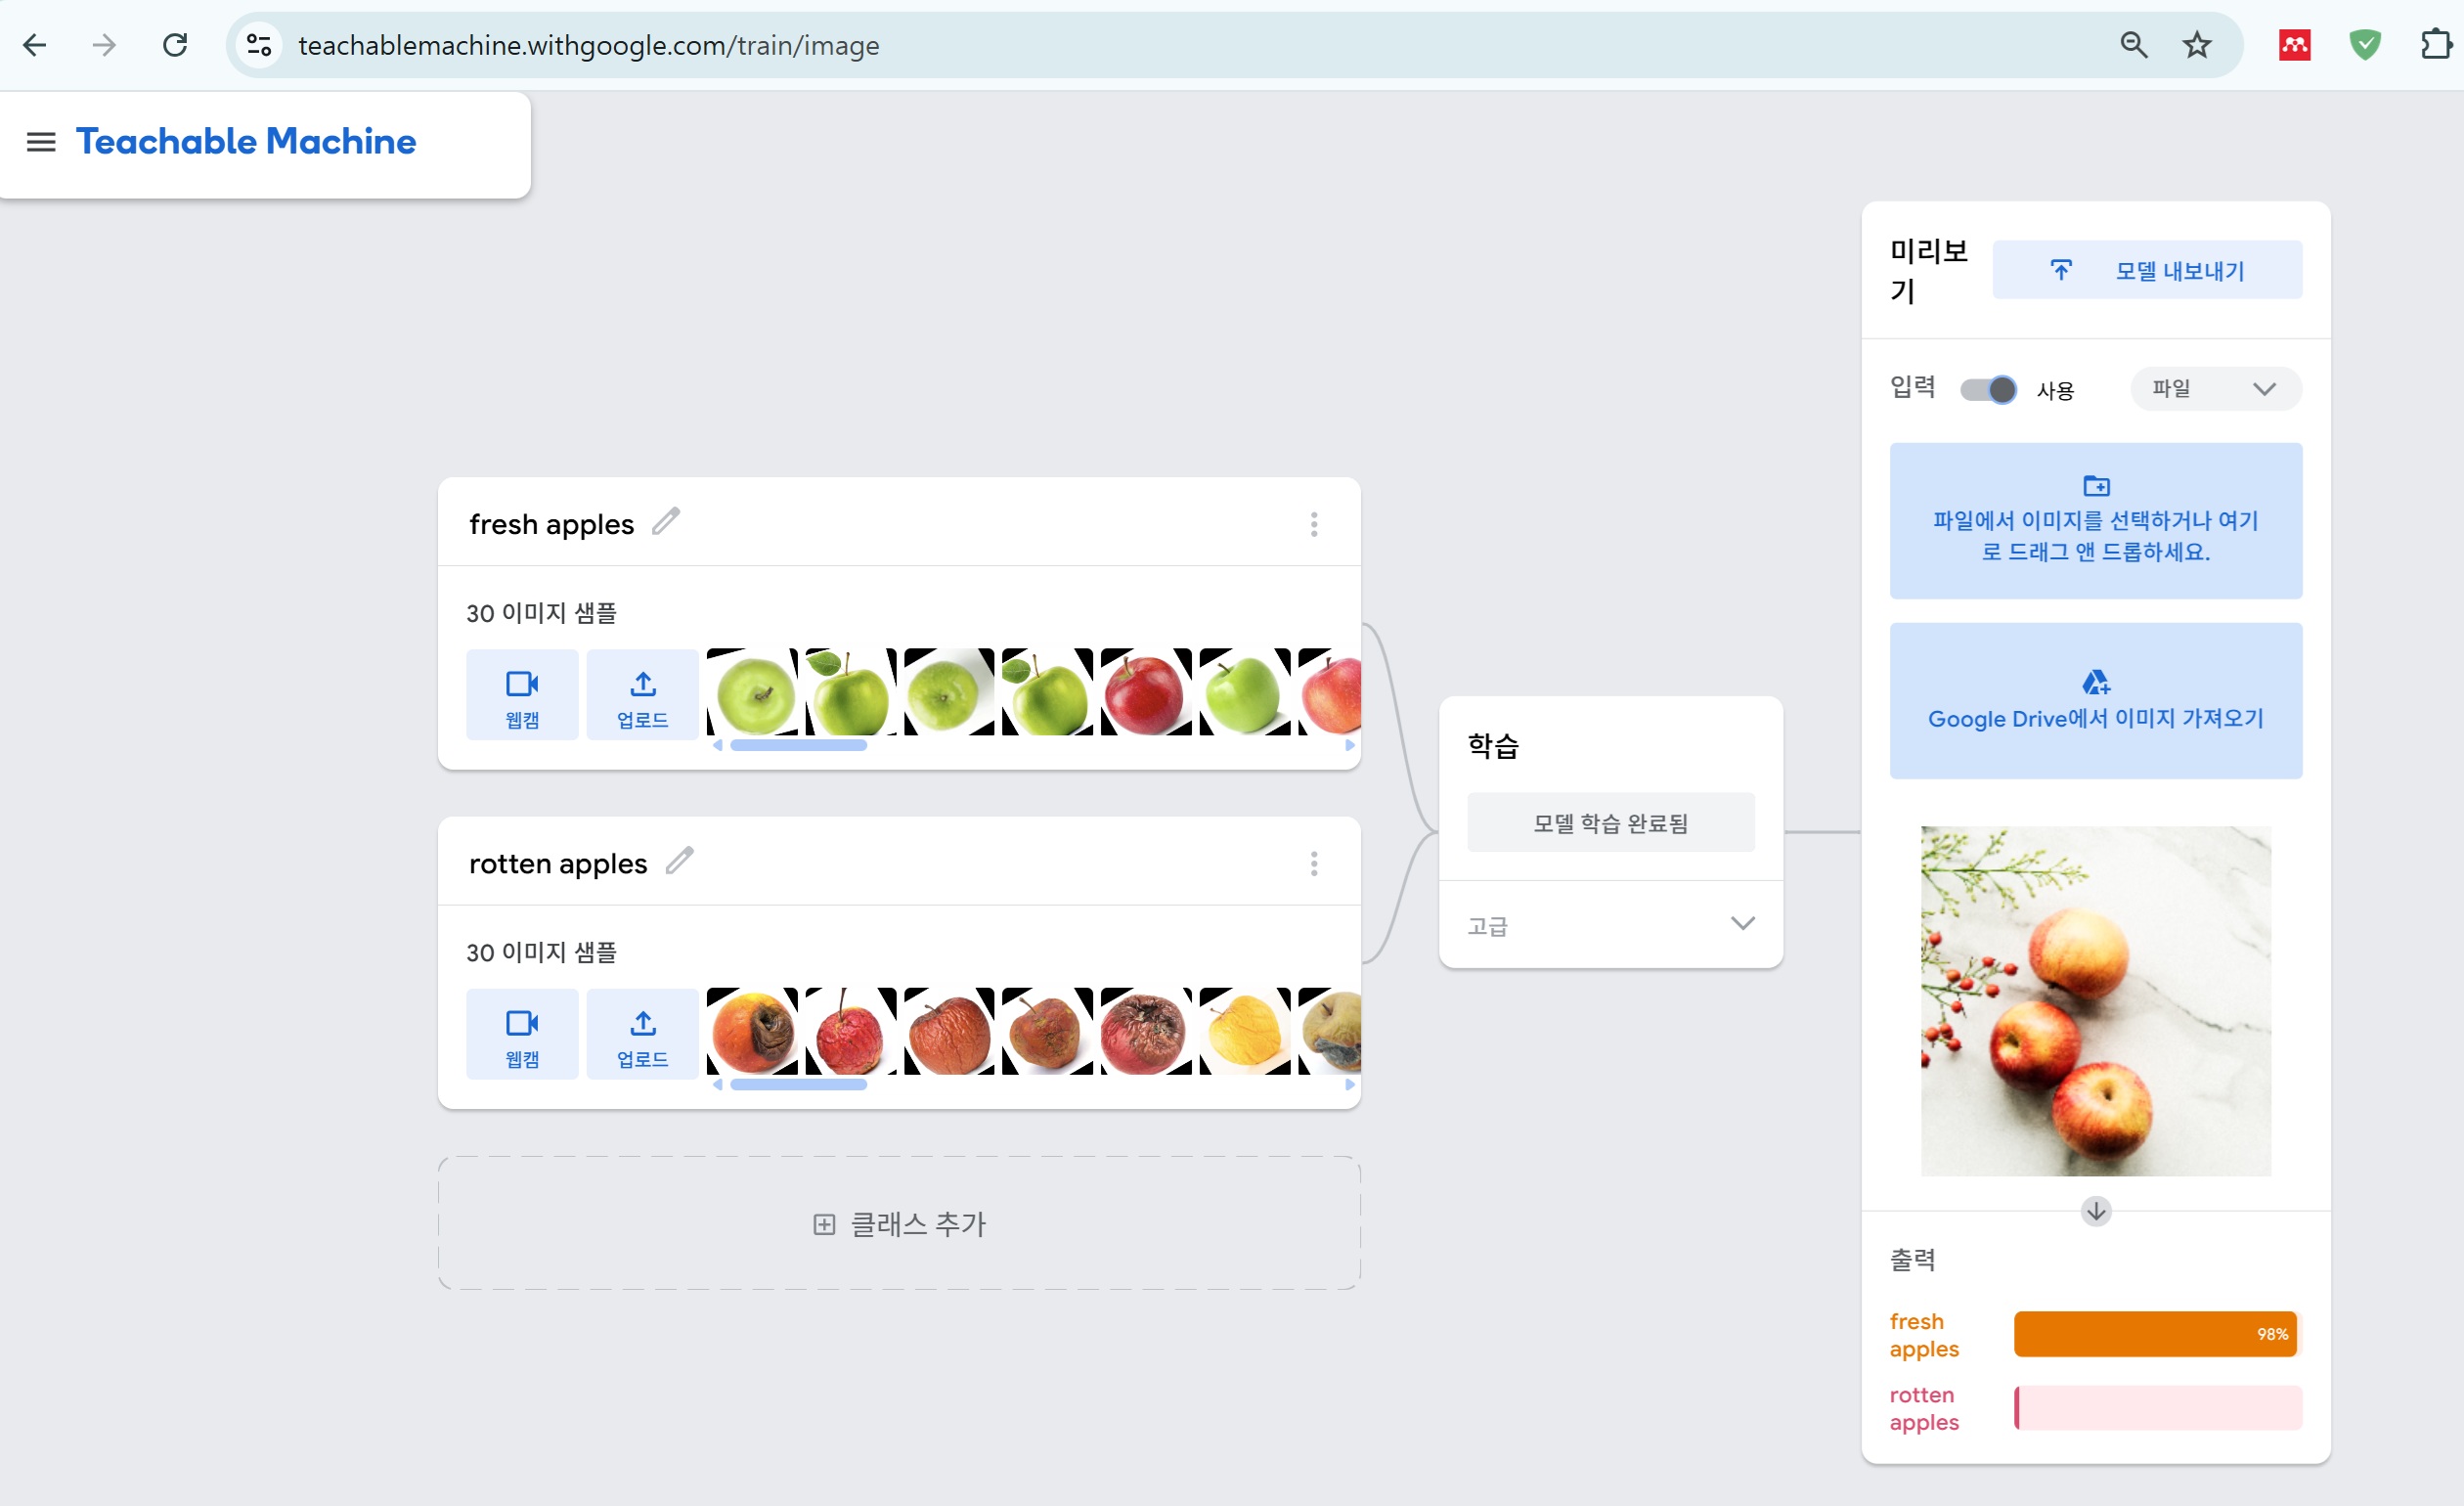 teachablemachine.withgoogle.com/train/image
Teachable Machine
fresh apples
30 이미지 샘플
웹캠
업로드
rotten apples
30 이미지 샘플
웹캠
업로드
클래스 추가
학습
모델 학습 완료됨
고급
미리보
기
모델 내보내기
입력
사용
파일
파일에서 이미지를 선택하거나 여기
로 드래그 앤 드롭하세요.
Google Drive에서 이미지 가져오기
출력
fresh
apples
98%
rotten
apples